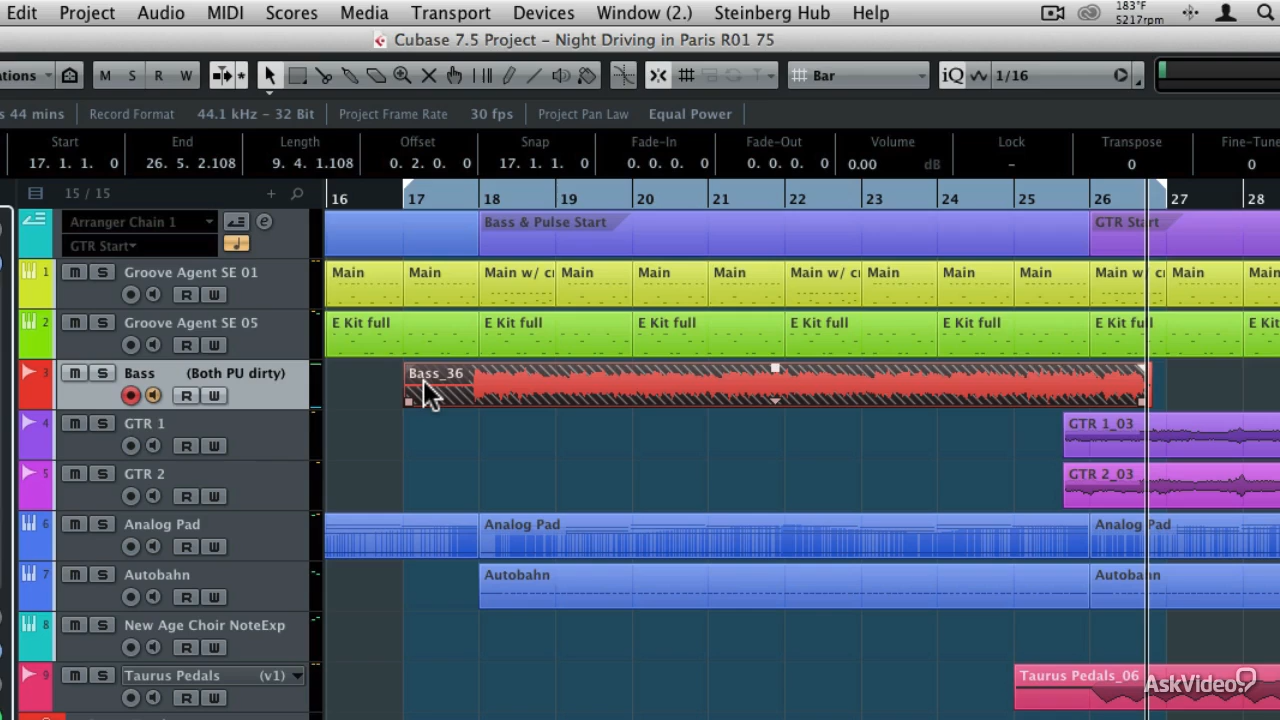 Edit Project Audio MIDI Scores Media Transport Devices Window (2.) Steinberg Hub Help 183°F
5217rpm
Cubase 7.5 Project – Night Driving in Paris R01 75
ations M S R W Bar iQ 1/16
s 44 mins Record Format 44.1 kHz – 32 Bit Project Frame Rate 30 fps Project Pan Law Equal Power
Start End Length Offset Snap Fade-In Fade-Out Volume Lock Transpose Fine-Tune
17. 1. 1. 0 26. 5. 2.108 9. 4. 1.108 0. 2. 0. 0 17. 1. 1. 0 0. 0. 0. 0 0. 0. 0. 0 0.00 dB – 0 0
15 / 15 + 16 17 18 19 20 21 22 23 24 25 26 27 28
Arranger Chain 1 e Bass & Pulse Start GTR Start
GTR Start
1 m S Groove Agent SE 01 Main Main Main w/ cr Main Main Main Main w/ cr Main Main Main Main w/ cr Main Main
R W
2 m S Groove Agent SE 05 E Kit full E Kit full E Kit full E Kit full E Kit full E Kit full E Ki
R W
3 m S Bass (Both PU dirty) Bass_36
R W
4 m S GTR 1 GTR 1_03
R W
5 m S GTR 2 GTR 2_03
R W
6 m S Analog Pad Analog Pad Analog Pad
R W
7 m S Autobahn Autobahn Autobahn
R W
8 m S New Age Choir NoteExp
R W
9 m S Taurus Pedals (v1) Taurus Pedals_06
R W
AskVideo